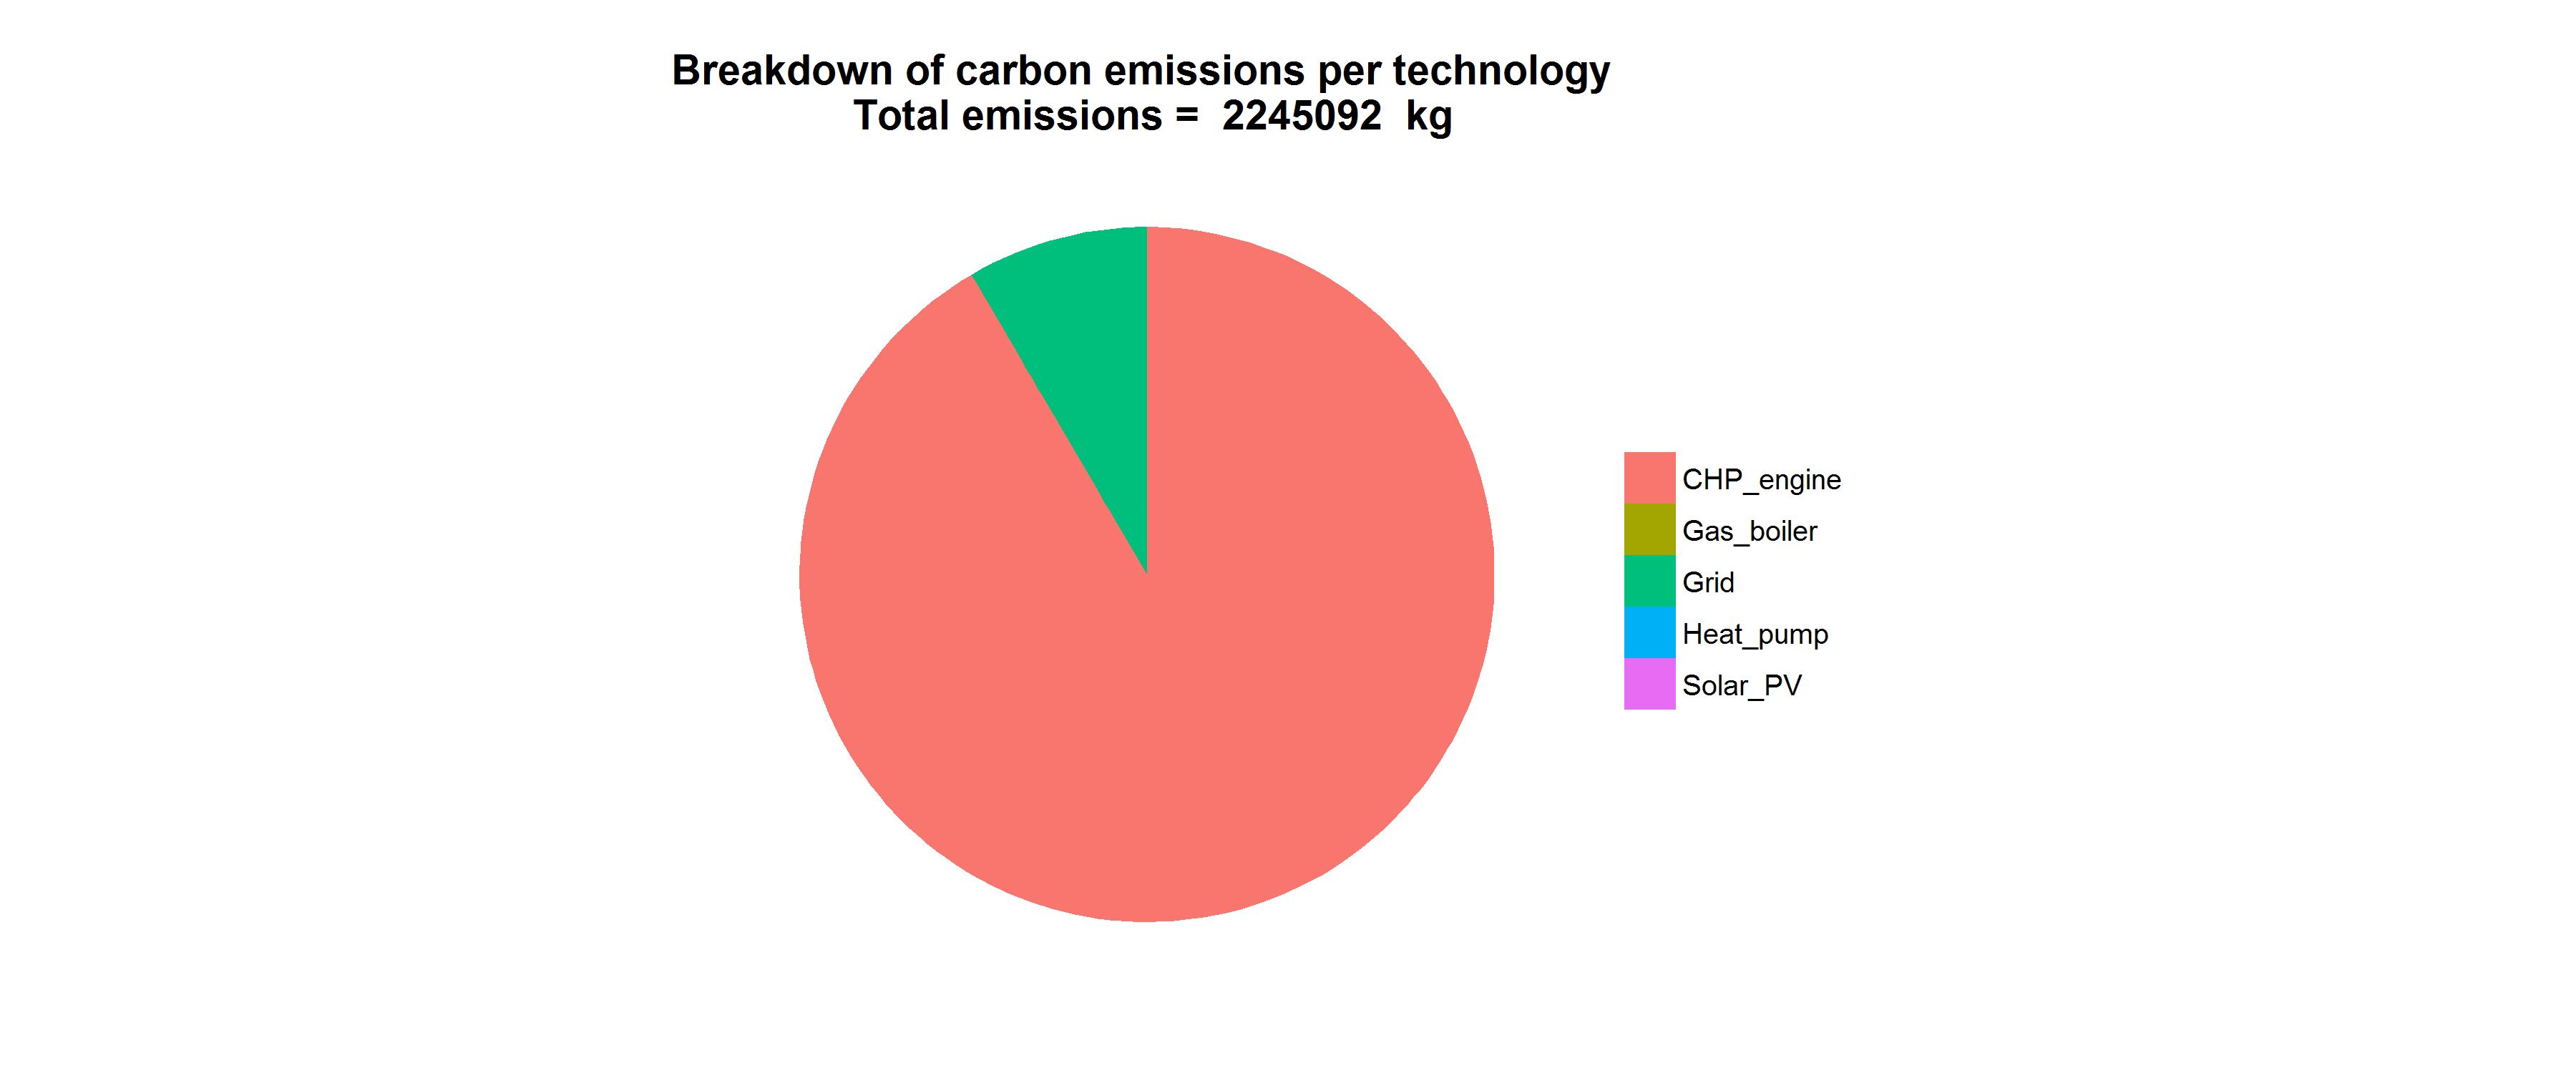 Breakdown of carbon emissions per technology
Total emissions =  2245092  kg
CHP_engine
Gas_boiler
Grid
Heat_pump
Solar_PV